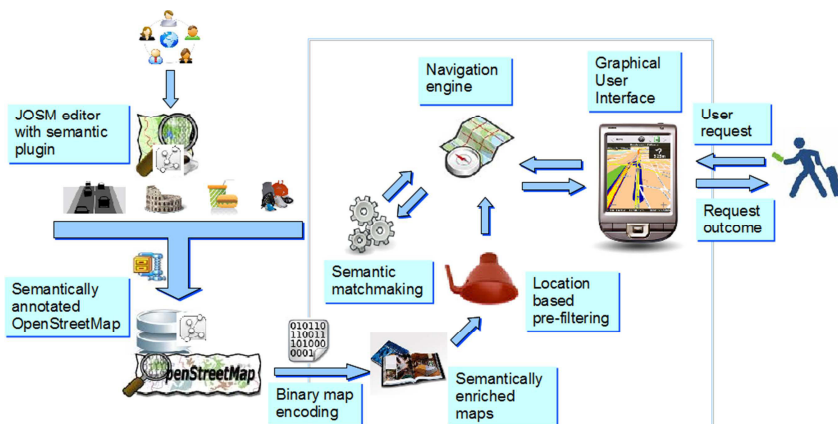 JOSM editor
with semantic
plugin
Navigation
engine
Graphical
User
Interface
User
request
Request
outcome
Semantic
matchmaking
Location
based
pre-filtering
Semantically
annotated
OpenStreetMap
penStreetMap
010110
110011
101000
0001
Binary map
encoding
Semantically
enriched
maps